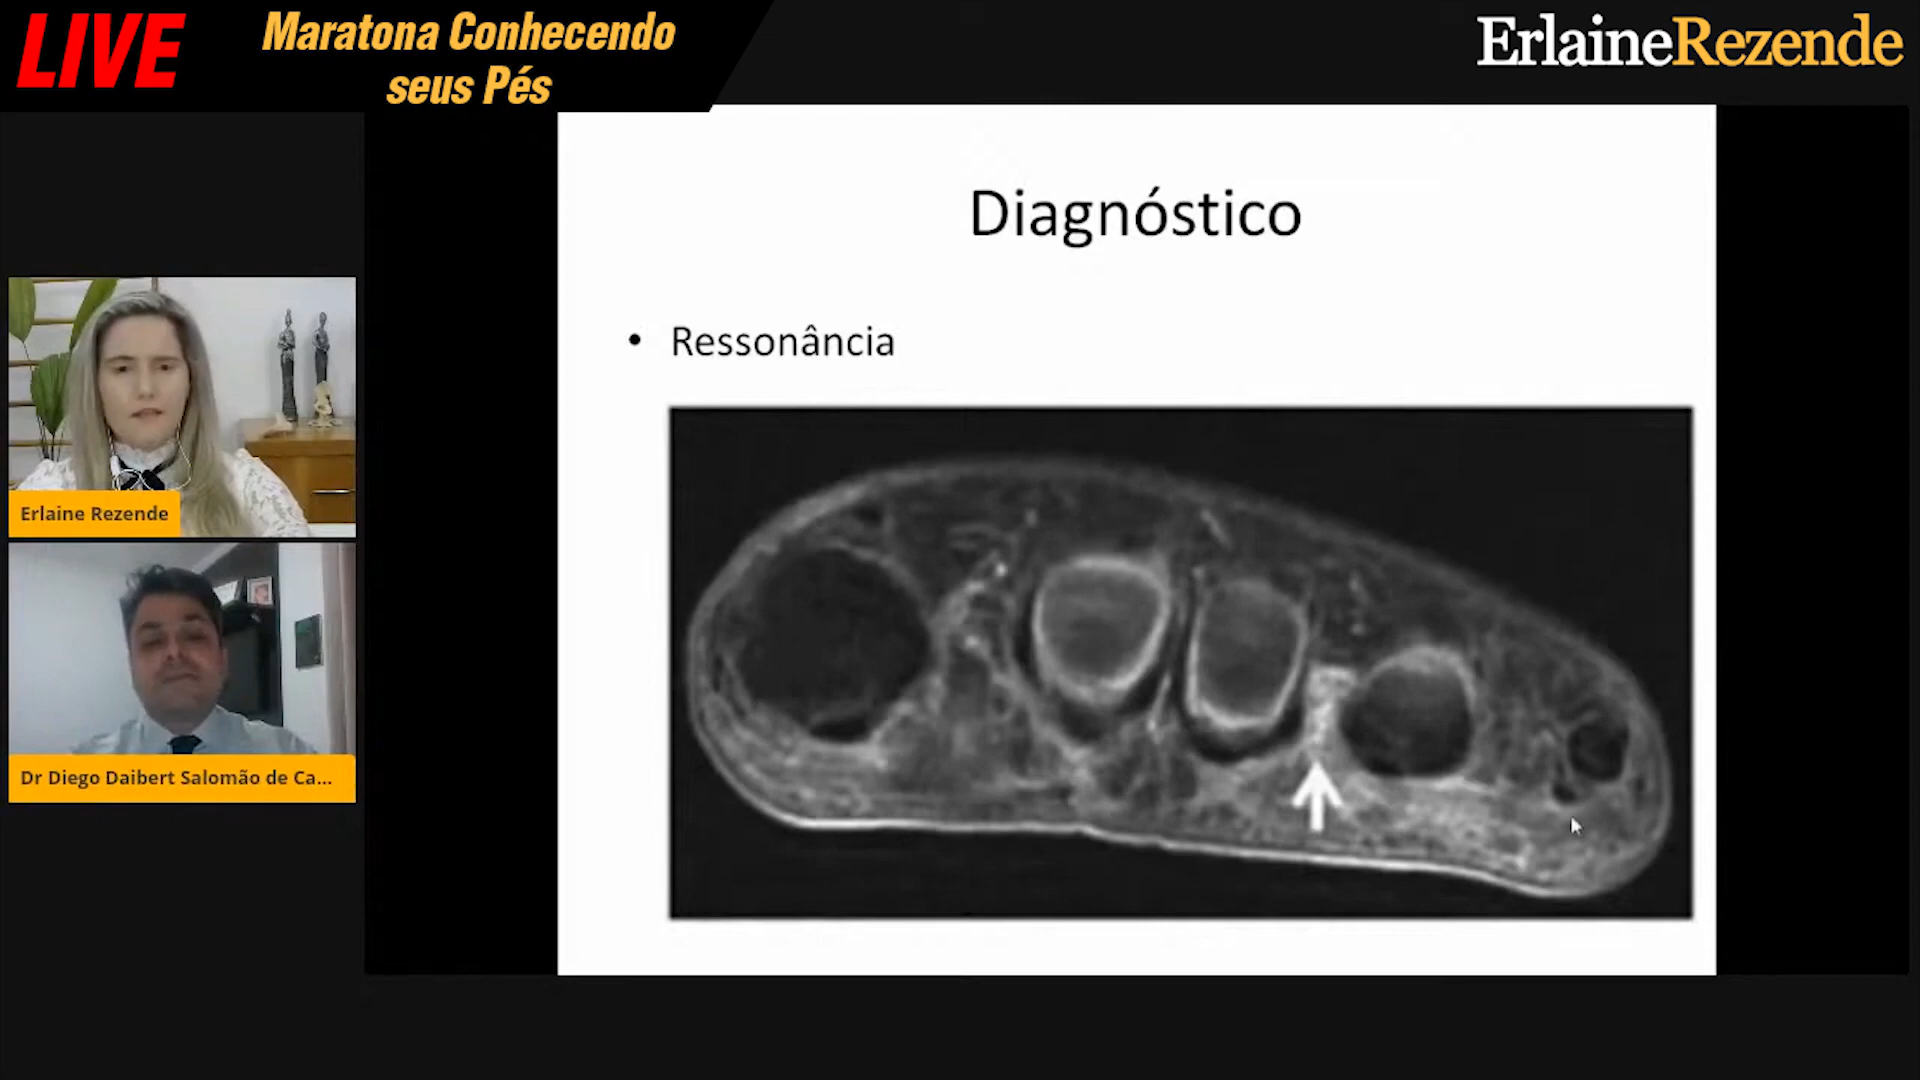 LIVE
Maratona Conhecendo
seus Pés
ErlaineRezende
Diagnóstico
• Ressonância
Erlaine Rezende
Dr Diego Daibert Salomão de Ca...